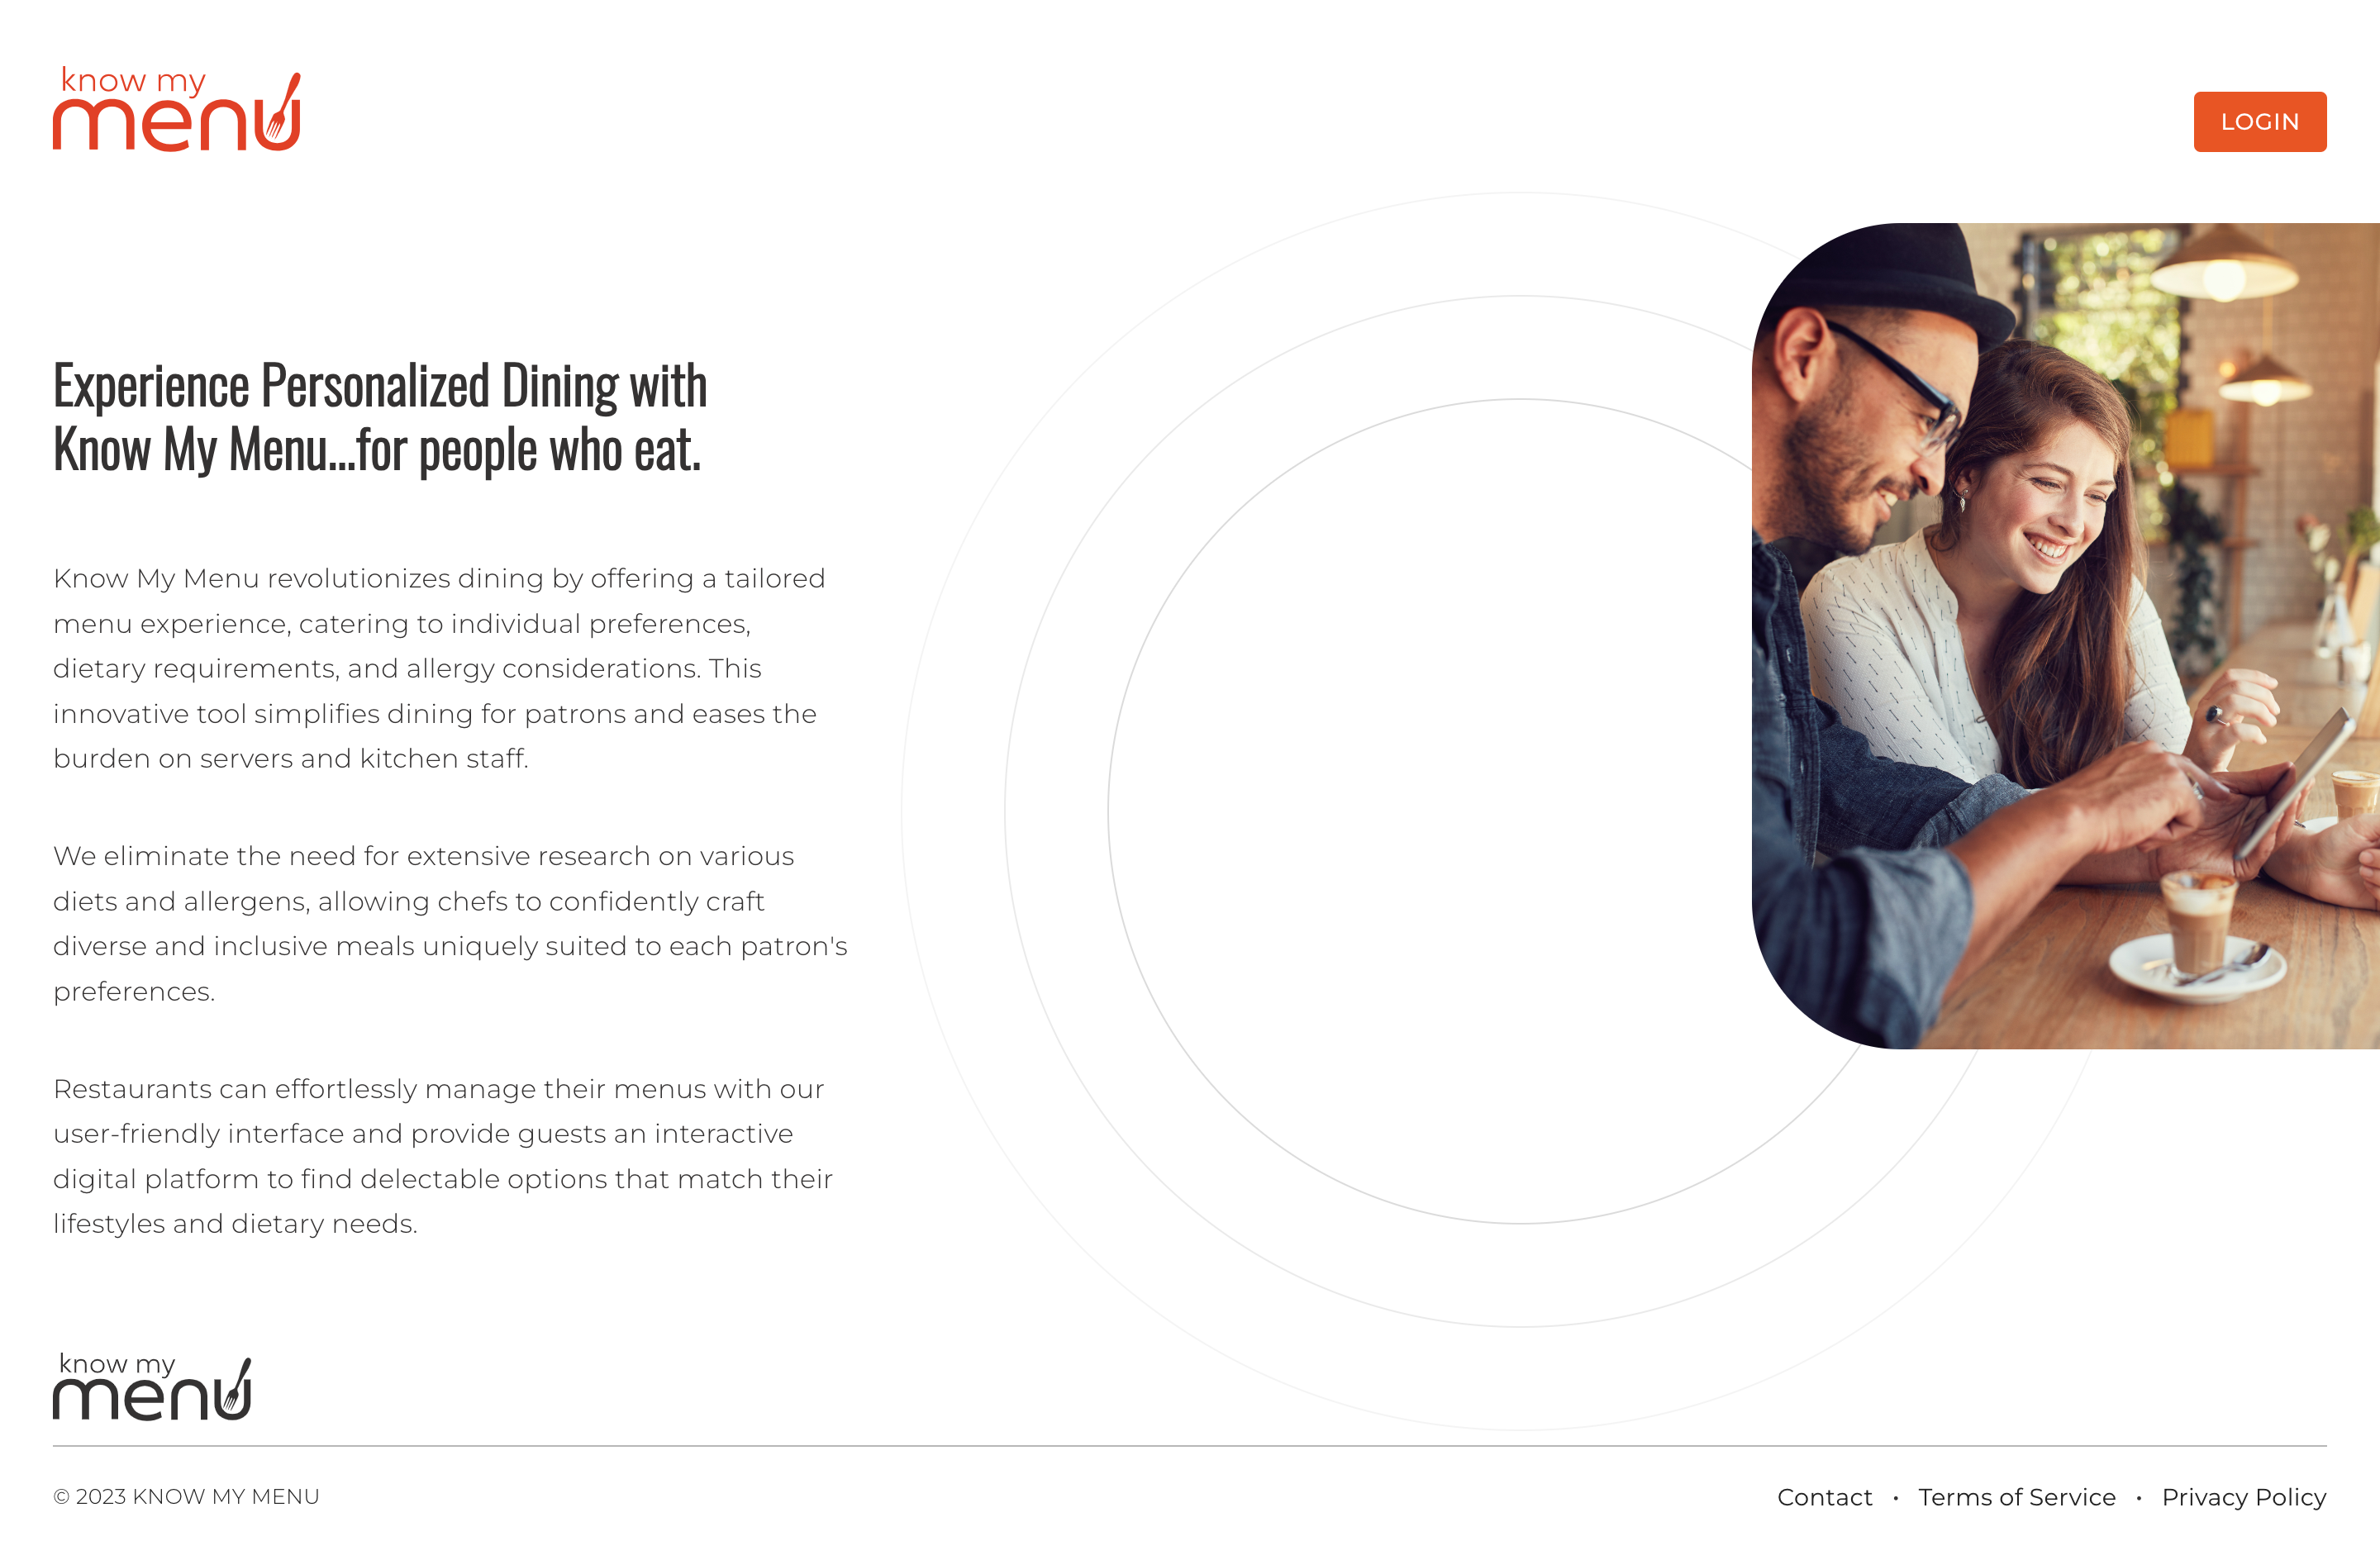 know my
menu
LOGIN
Experience Personalized Dining with
Know My Menu...for people who eat.
Know My Menu revolutionizes dining by offering a tailored
menu experience, catering to individual preferences,
dietary requirements, and allergy considerations. This
innovative tool simplifies dining for patrons and eases the
burden on servers and kitchen staff.
We eliminate the need for extensive research on various
diets and allergens, allowing chefs to confidently craft
diverse and inclusive meals uniquely suited to each patron's
preferences.
Restaurants can effortlessly manage their menus with our
user-friendly interface and provide guests an interactive
digital platform to find delectable options that match their
lifestyles and dietary needs.
know my
menu
© 2023 KNOW MY MENU
Contact • Terms of Service • Privacy Policy